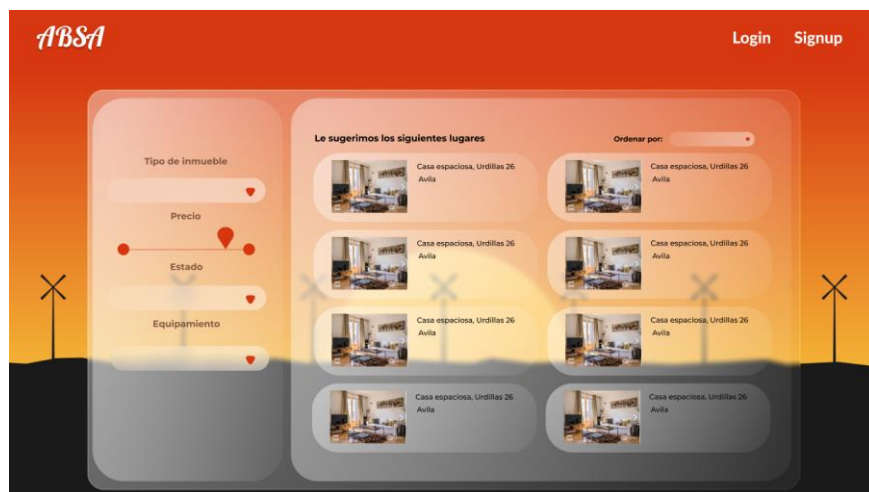 ABSA
Login
Signup
Tipo de inmueble
Precio
Estado
Equipamiento
Le sugerimos los siguientes lugares
Ordenar por:
Casa espaciosa, Urdillas 26
Avila
Casa espaciosa, Urdillas 26
Avila
Casa espaciosa, Urdillas 26
Avila
Casa espaciosa, Urdillas 26
Avila
Casa espaciosa, Urdillas 26
Avila
Casa espaciosa, Urdillas 26
Avila
Casa espaciosa, Urdillas 26
Avila
Casa espaciosa, Urdillas 26
Avila